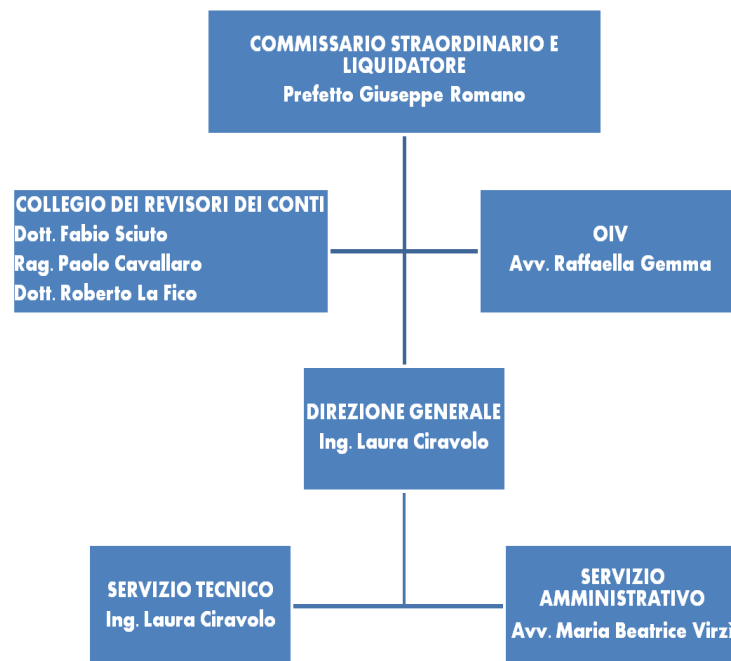 COMMISSARIO STRAORDINARIO E
LIQUIDATORE
Prefetto Giuseppe Romano
COLLEGIO DEI REVISORI DEI CONTI
Dott. Fabio Sciuto
Rag. Paolo Cavallaro
Dott. Roberto La Fico
OIV
Avv. Raffaella Gemma
DIREZIONE GENERALE
Ing. Laura Ciravolo
SERVIZIO TECNICO
Ing. Laura Ciravolo
SERVIZIO
AMMINISTRATIVO
Avv. Maria Beatrice Virzì